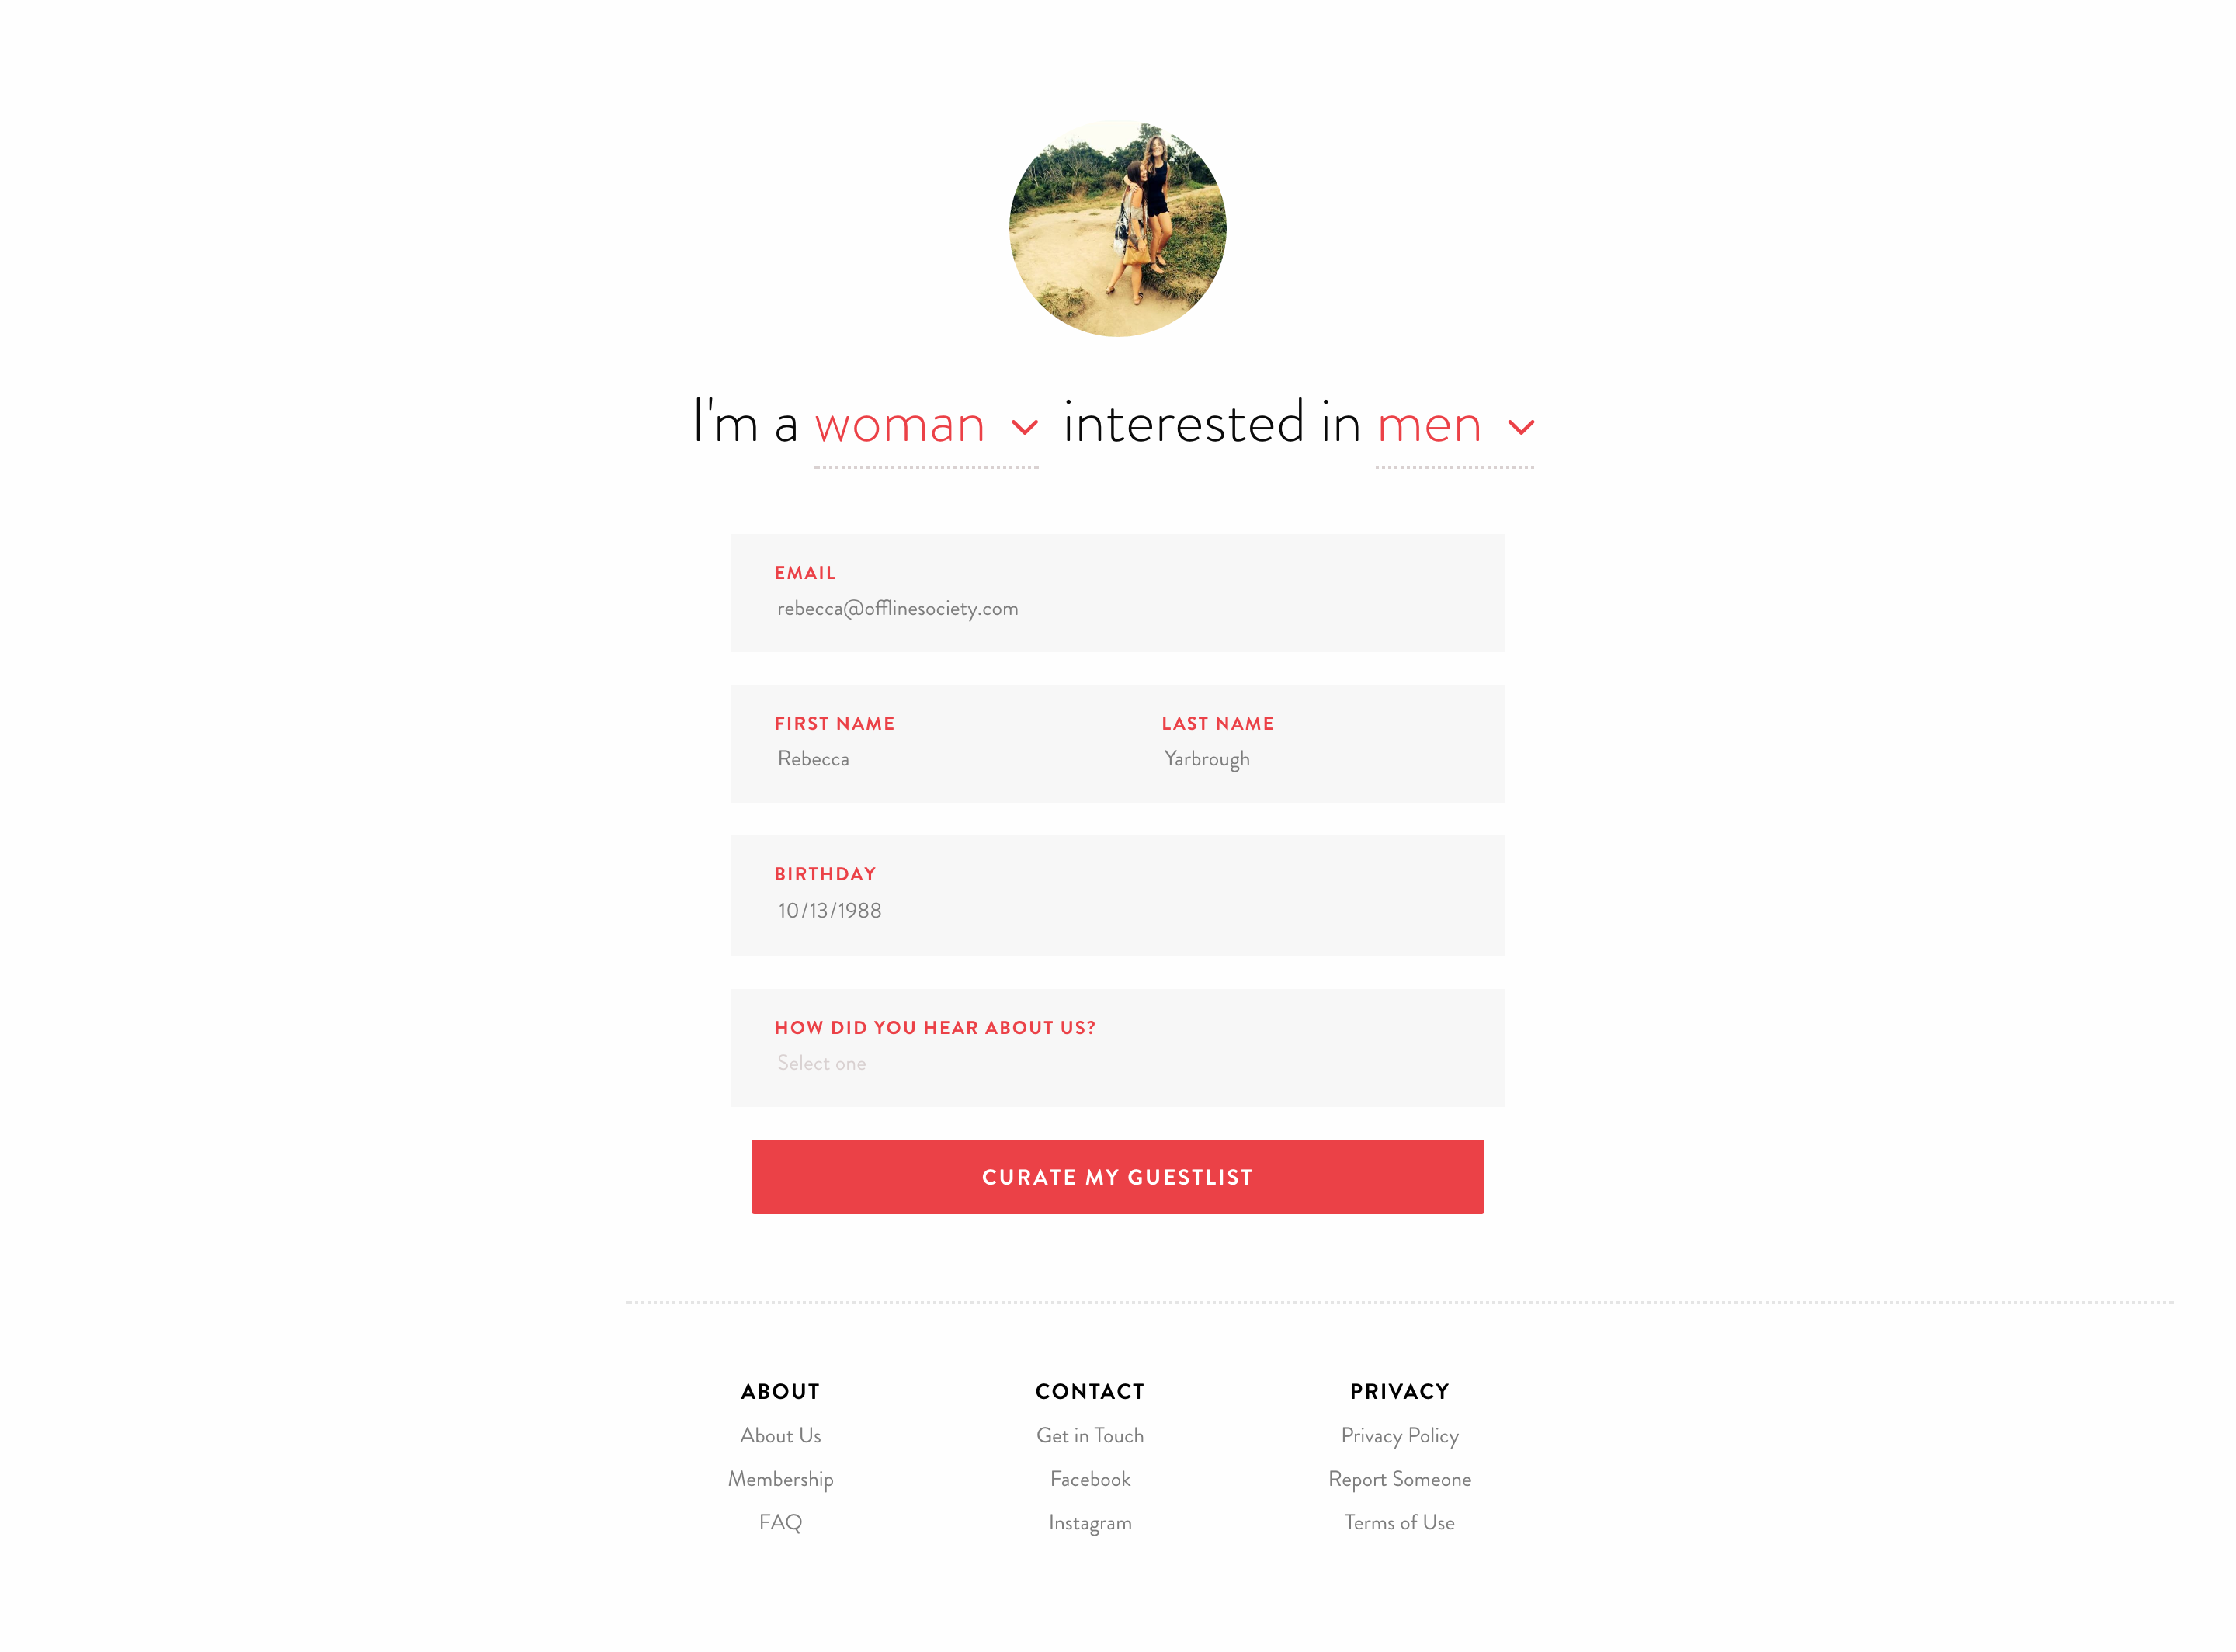 I'm a woman interested in men
EMAIL
rebecca@offlinesociety.com
FIRST NAME LAST NAME
Rebecca Yarbrough
BIRTHDAY
10/13/1988
HOW DID YOU HEAR ABOUT US?
Select one
CURATE MY GUESTLIST
ABOUT CONTACT PRIVACY
About Us Get in Touch Privacy Policy
Membership Facebook Report Someone
FAQ Instagram Terms of Use